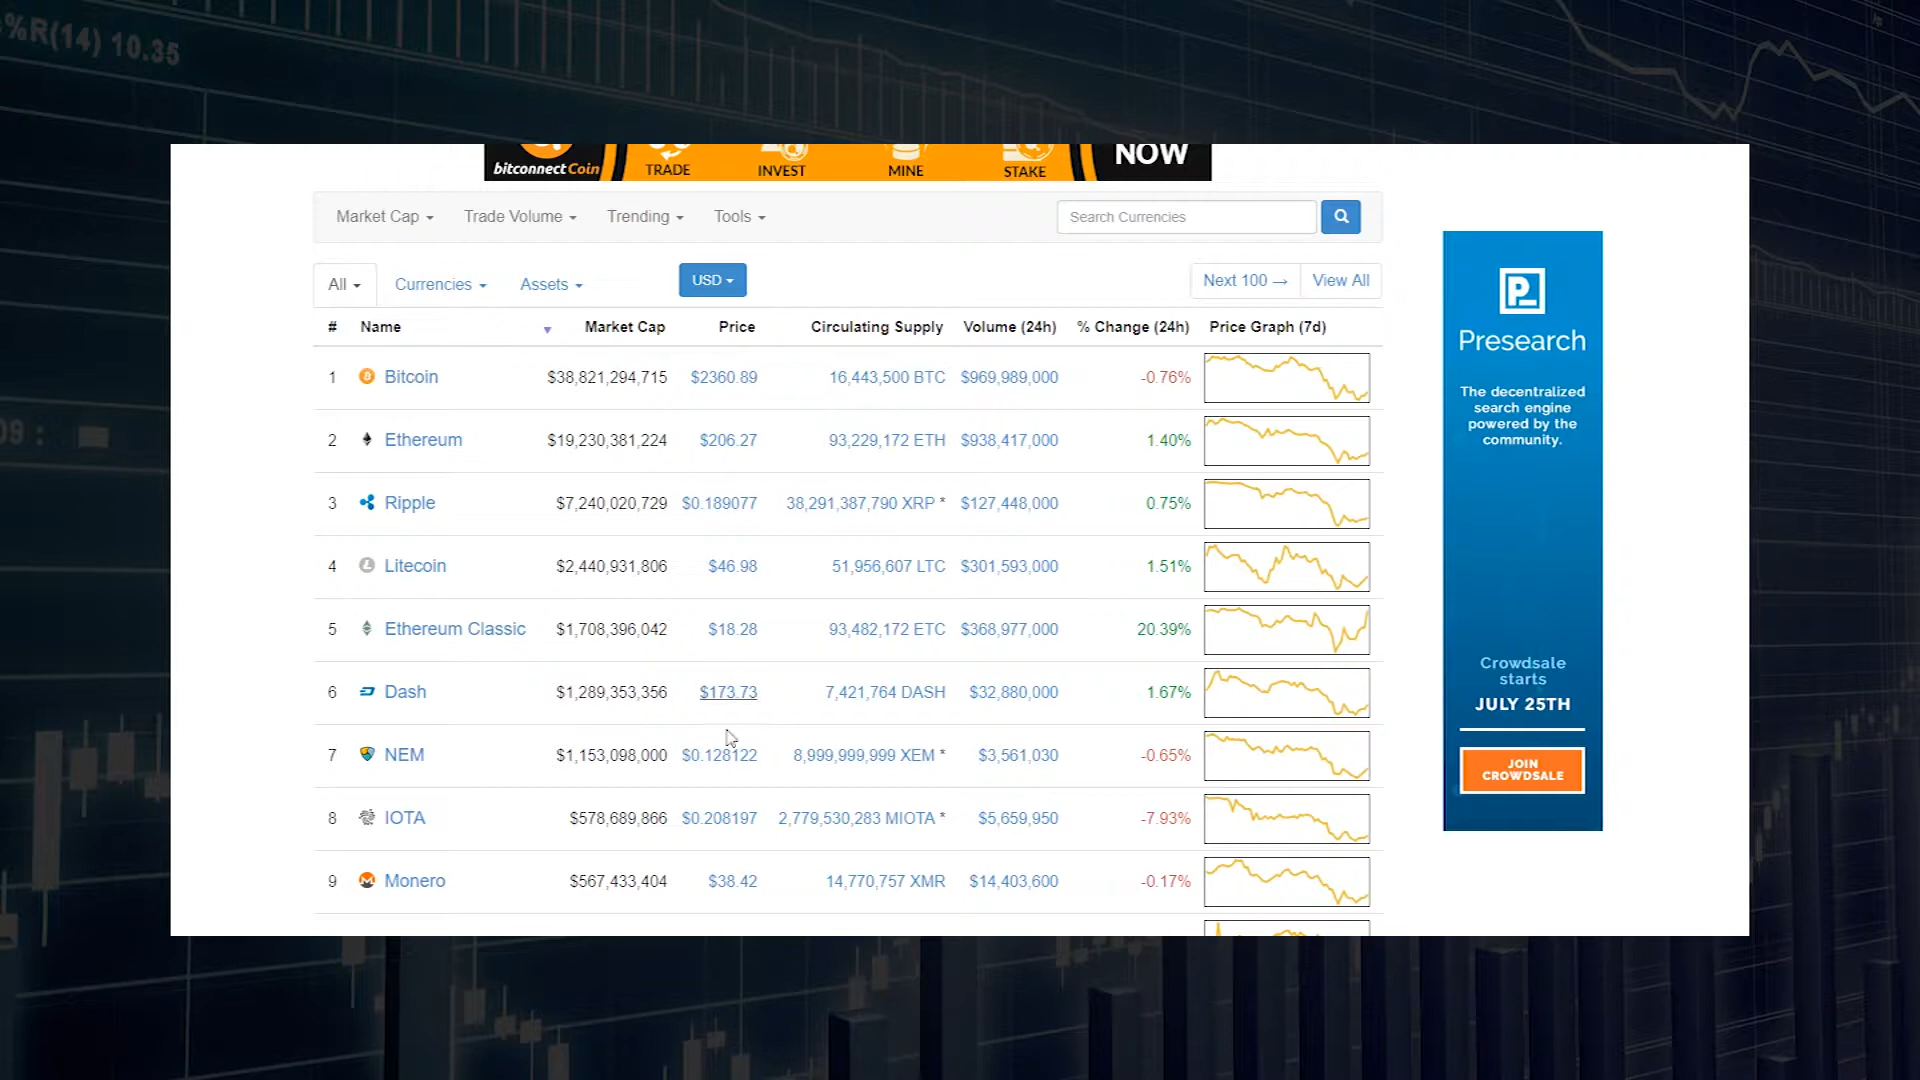 %R(14) 10.35
09 :
bitconnect Coin
TRADE
INVEST
MINE
STAKE
NOW
Market Cap
Trade Volume
Trending
Tools
Search Currencies
All
Currencies
Assets
USD
Next 100 →
View All
# Name Market Cap Price Circulating Supply Volume (24h) % Change (24h) Price Graph (7d)
1 Bitcoin $38,821,294,715 $2360.89 16,443,500 BTC $969,989,000 -0.76%
2 Ethereum $19,230,381,224 $206.27 93,229,172 ETH $938,417,000 1.40%
3 Ripple $7,240,020,729 $0.189077 38,291,387,790 XRP * $127,448,000 0.75%
4 Litecoin $2,440,931,806 $46.98 51,956,607 LTC $301,593,000 1.51%
5 Ethereum Classic $1,708,396,042 $18.28 93,482,172 ETC $368,977,000 20.39%
6 Dash $1,289,353,356 $173.73 7,421,764 DASH $32,880,000 1.67%
7 NEM $1,153,098,000 $0.128122 8,999,999,999 XEM * $3,561,030 -0.65%
8 IOTA $578,689,866 $0.208197 2,779,530,283 MIOTA * $5,659,950 -7.93%
9 Monero $567,433,404 $38.42 14,770,757 XMR $14,403,600 -0.17%
Presearch
The decentralized
search engine
powered by the
community.
Crowdsale
starts
JULY 25TH
JOIN
CROWDSALE